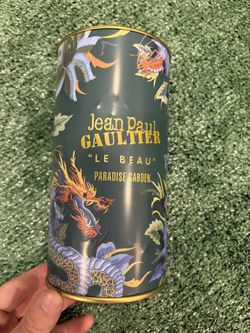 Jean Paul
GAULTIER
"LE BEAU"
PARADISE GARDEN